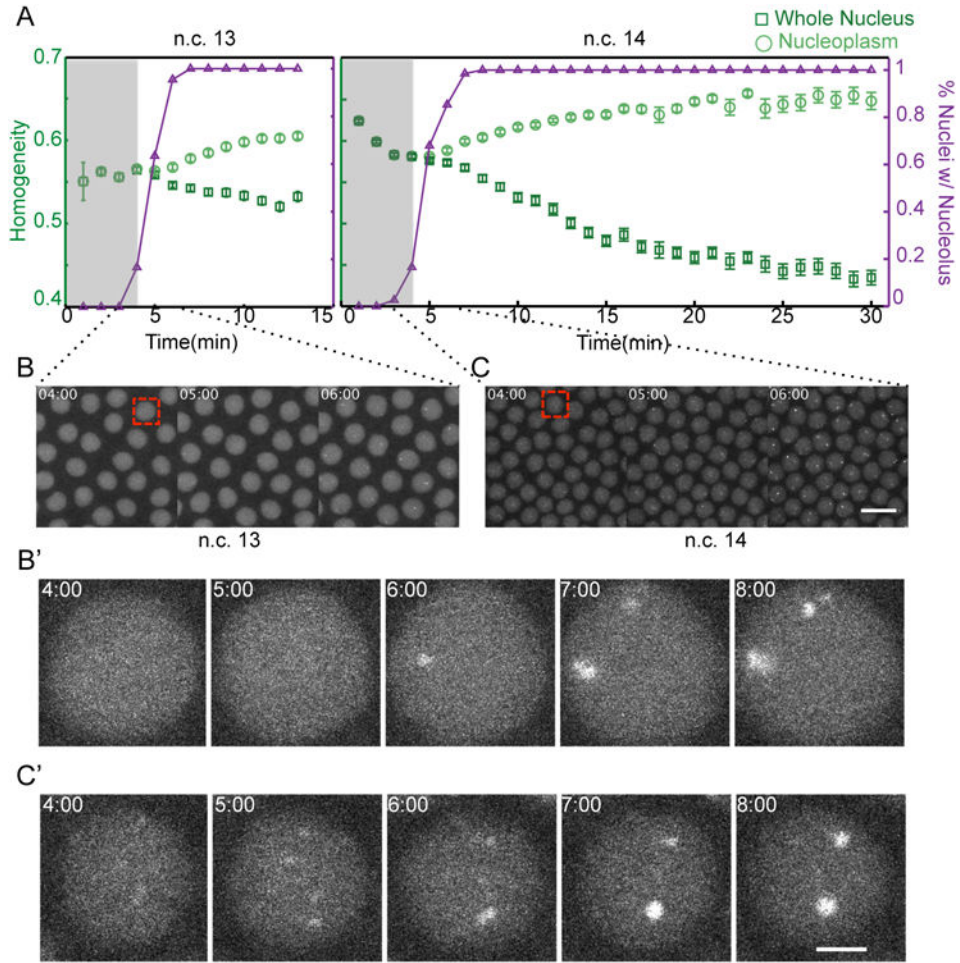 A
n.c. 13
n.c. 14
Whole Nucleus
Nucleoplasm
Homogeneity
0.7
0.6
0.5
0.4
% Nuclei w/ Nucleolus
1
0.8
0.6
0.4
0.2
0
0 5 10 15
Time(min)
0 5 10 15 20 25 30
Time(min)
B
04:00 05:00 06:00
n.c. 13
C
04:00 05:00 06:00
n.c. 14
B’
4:00 5:00 6:00 7:00 8:00
C’
4:00 5:00 6:00 7:00 8:00